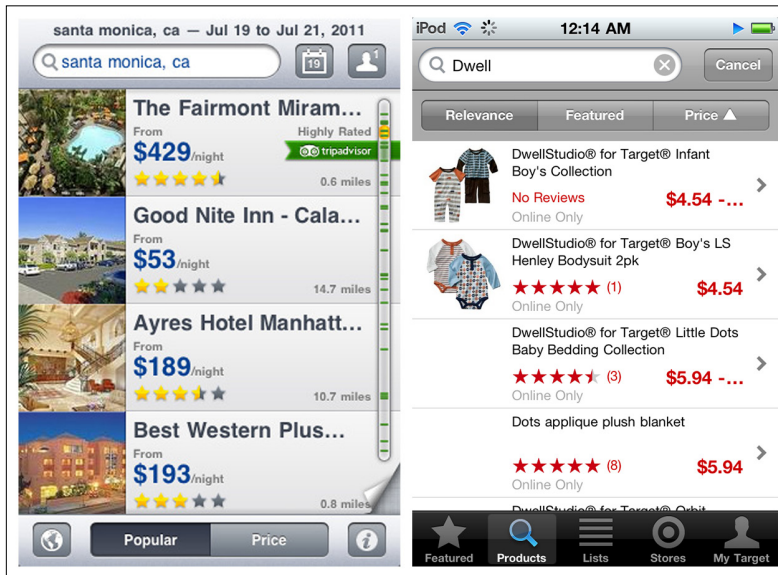 santa monica, ca — Jul 19 to Jul 21, 2011
santa monica, ca
19
1
The Fairmont Miram...
From
Highly Rated
$429/night
tripadvisor
0.6 miles
Good Nite Inn - Cala...
From
$53/night
14.7 miles
Ayres Hotel Manhatt...
From
$189/night
10.7 miles
Best Western Plus...
From
$193/night
0.8 miles
Popular
Price
i
iPod
12:14 AM
Dwell
Cancel
Relevance
Featured
Price ▲
DwellStudio® for Target® Infant
Boy's Collection
No Reviews
$4.54 -...
Online Only
DwellStudio® for Target® Boy's LS
Henley Bodysuit 2pk
(1)
$4.54
Online Only
DwellStudio® for Target® Little Dots
Baby Bedding Collection
(3)
$5.94 -...
Online Only
Dots applique plush blanket
(8)
$5.94
Online Only
DwellStudio® for Target® Orbit
Featured
Products
Lists
Stores
My Target